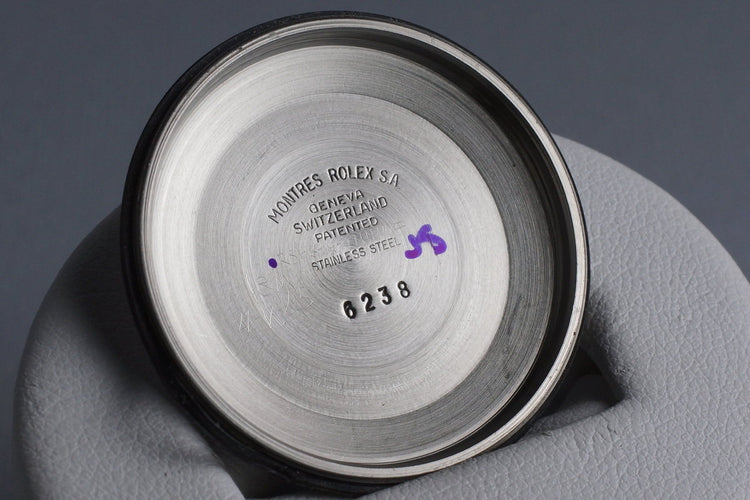 MONTRES ROLEX S.A.
GENEVA
SWITZERLAND
PATENTED
STAINLESS STEEL
6238